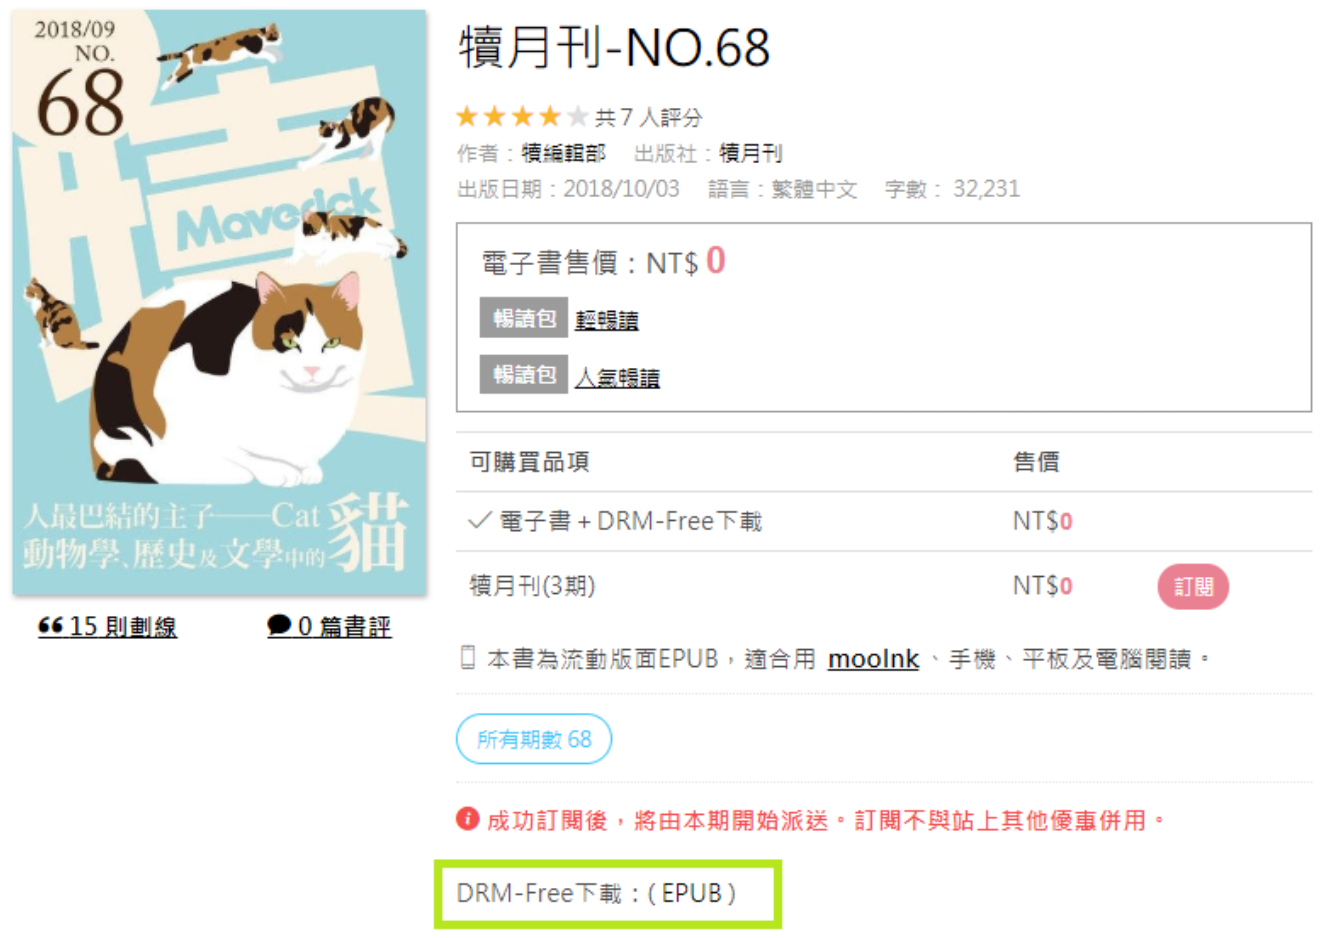 2018/09
NO.
68
犢
Maverick
人最巴結的主子——Cat 貓
動物學、歷史及文學中的
15 則劃線
0 篇書評
犢月刊-NO.68
共 7 人評分
作者：犢編輯部 出版社：犢月刊
出版日期：2018/10/03 語言：繁體中文 字數： 32,231
電子書售價：NT$ 0
暢讀包 輕暢讀
暢讀包 人氣暢讀
可購買品項 售價
電子書 + DRM-Free下載 NT$0
犢月刊(3期) NT$0 訂閱
本書為流動版面EPUB，適合用 mooInk 、手機、平板及電腦閱讀。
所有期數 68
成功訂閱後，將由本期開始派送。訂閱不與站上其他優惠併用。
DRM-Free下載：( EPUB )